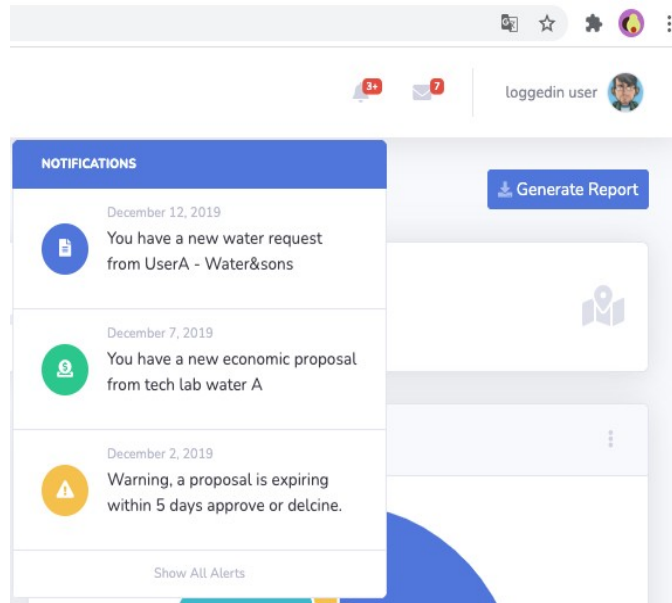 3+
7
loggedin user
NOTIFICATIONS
Generate Report
December 12, 2019
You have a new water request
from UserA - Water&sons
December 7, 2019
You have a new economic proposal
from tech lab water A
December 2, 2019
Warning, a proposal is expiring
within 5 days approve or delcine.
Show All Alerts